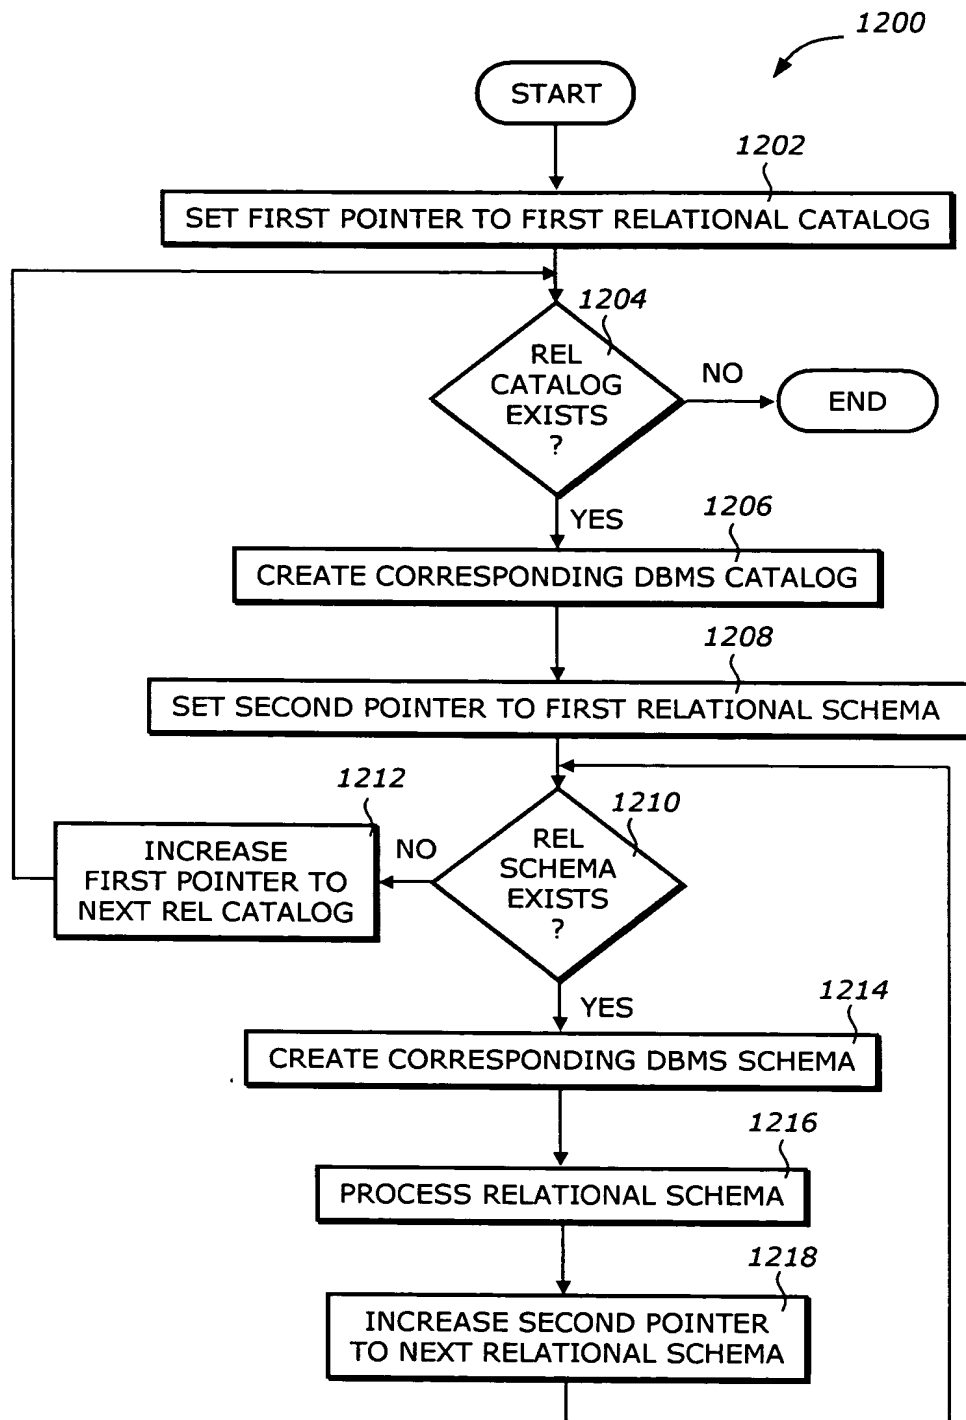 1200
START
1202
SET FIRST POINTER TO FIRST RELATIONAL CATALOG
1204
REL
CATALOG
EXISTS
?
NO
END
YES
1206
CREATE CORRESPONDING DBMS CATALOG
1208
SET SECOND POINTER TO FIRST RELATIONAL SCHEMA
1212
INCREASE
FIRST POINTER TO
NEXT REL CATALOG
NO
1210
REL
SCHEMA
EXISTS
?
YES
1214
CREATE CORRESPONDING DBMS SCHEMA
1216
PROCESS RELATIONAL SCHEMA
1218
INCREASE SECOND POINTER
TO NEXT RELATIONAL SCHEMA